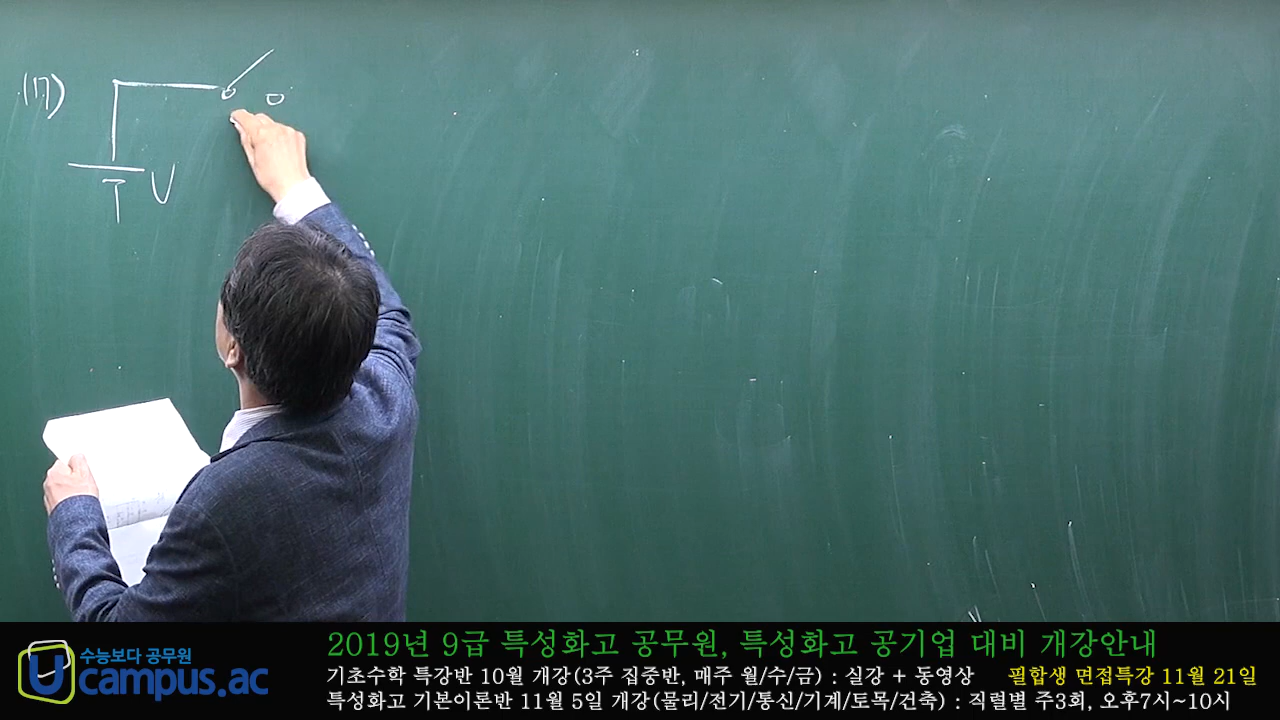 (17)
V
2019년 9급 특성화고 공무원, 특성화고 공기업 대비 개강안내
수능보다 공무원
Ucampus.ac
기초수학 특강반 10월 개강(3주 집중반, 매주 월/수/금) : 실강 + 동영상 필합생 면접특강 11월 21일
특성화고 기본이론반 11월 5일 개강(물리/전기/통신/기계/토목/건축) : 직렬별 주3회, 오후7시~10시